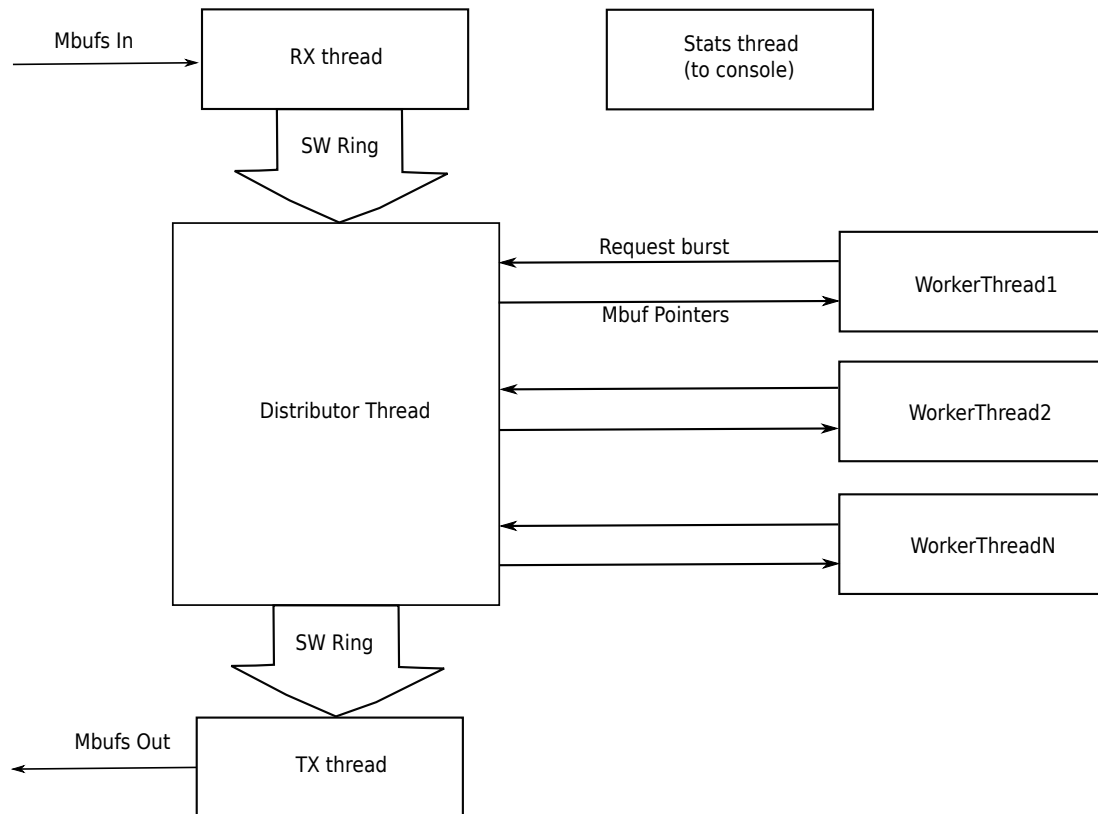 Mbufs In
RX thread
Stats thread
(to console)
SW Ring
Request burst
WorkerThread1
Mbuf Pointers
Distributor Thread
WorkerThread2
WorkerThreadN
SW Ring
Mbufs Out
TX thread